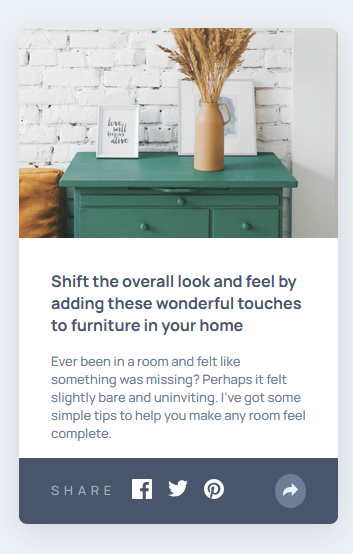 love
will
keep us
alive
Shift the overall look and feel by
adding these wonderful touches
to furniture in your home
Ever been in a room and felt like
something was missing? Perhaps it felt
slightly bare and uninviting. I've got some
simple tips to help you make any room feel
complete.
SHARE